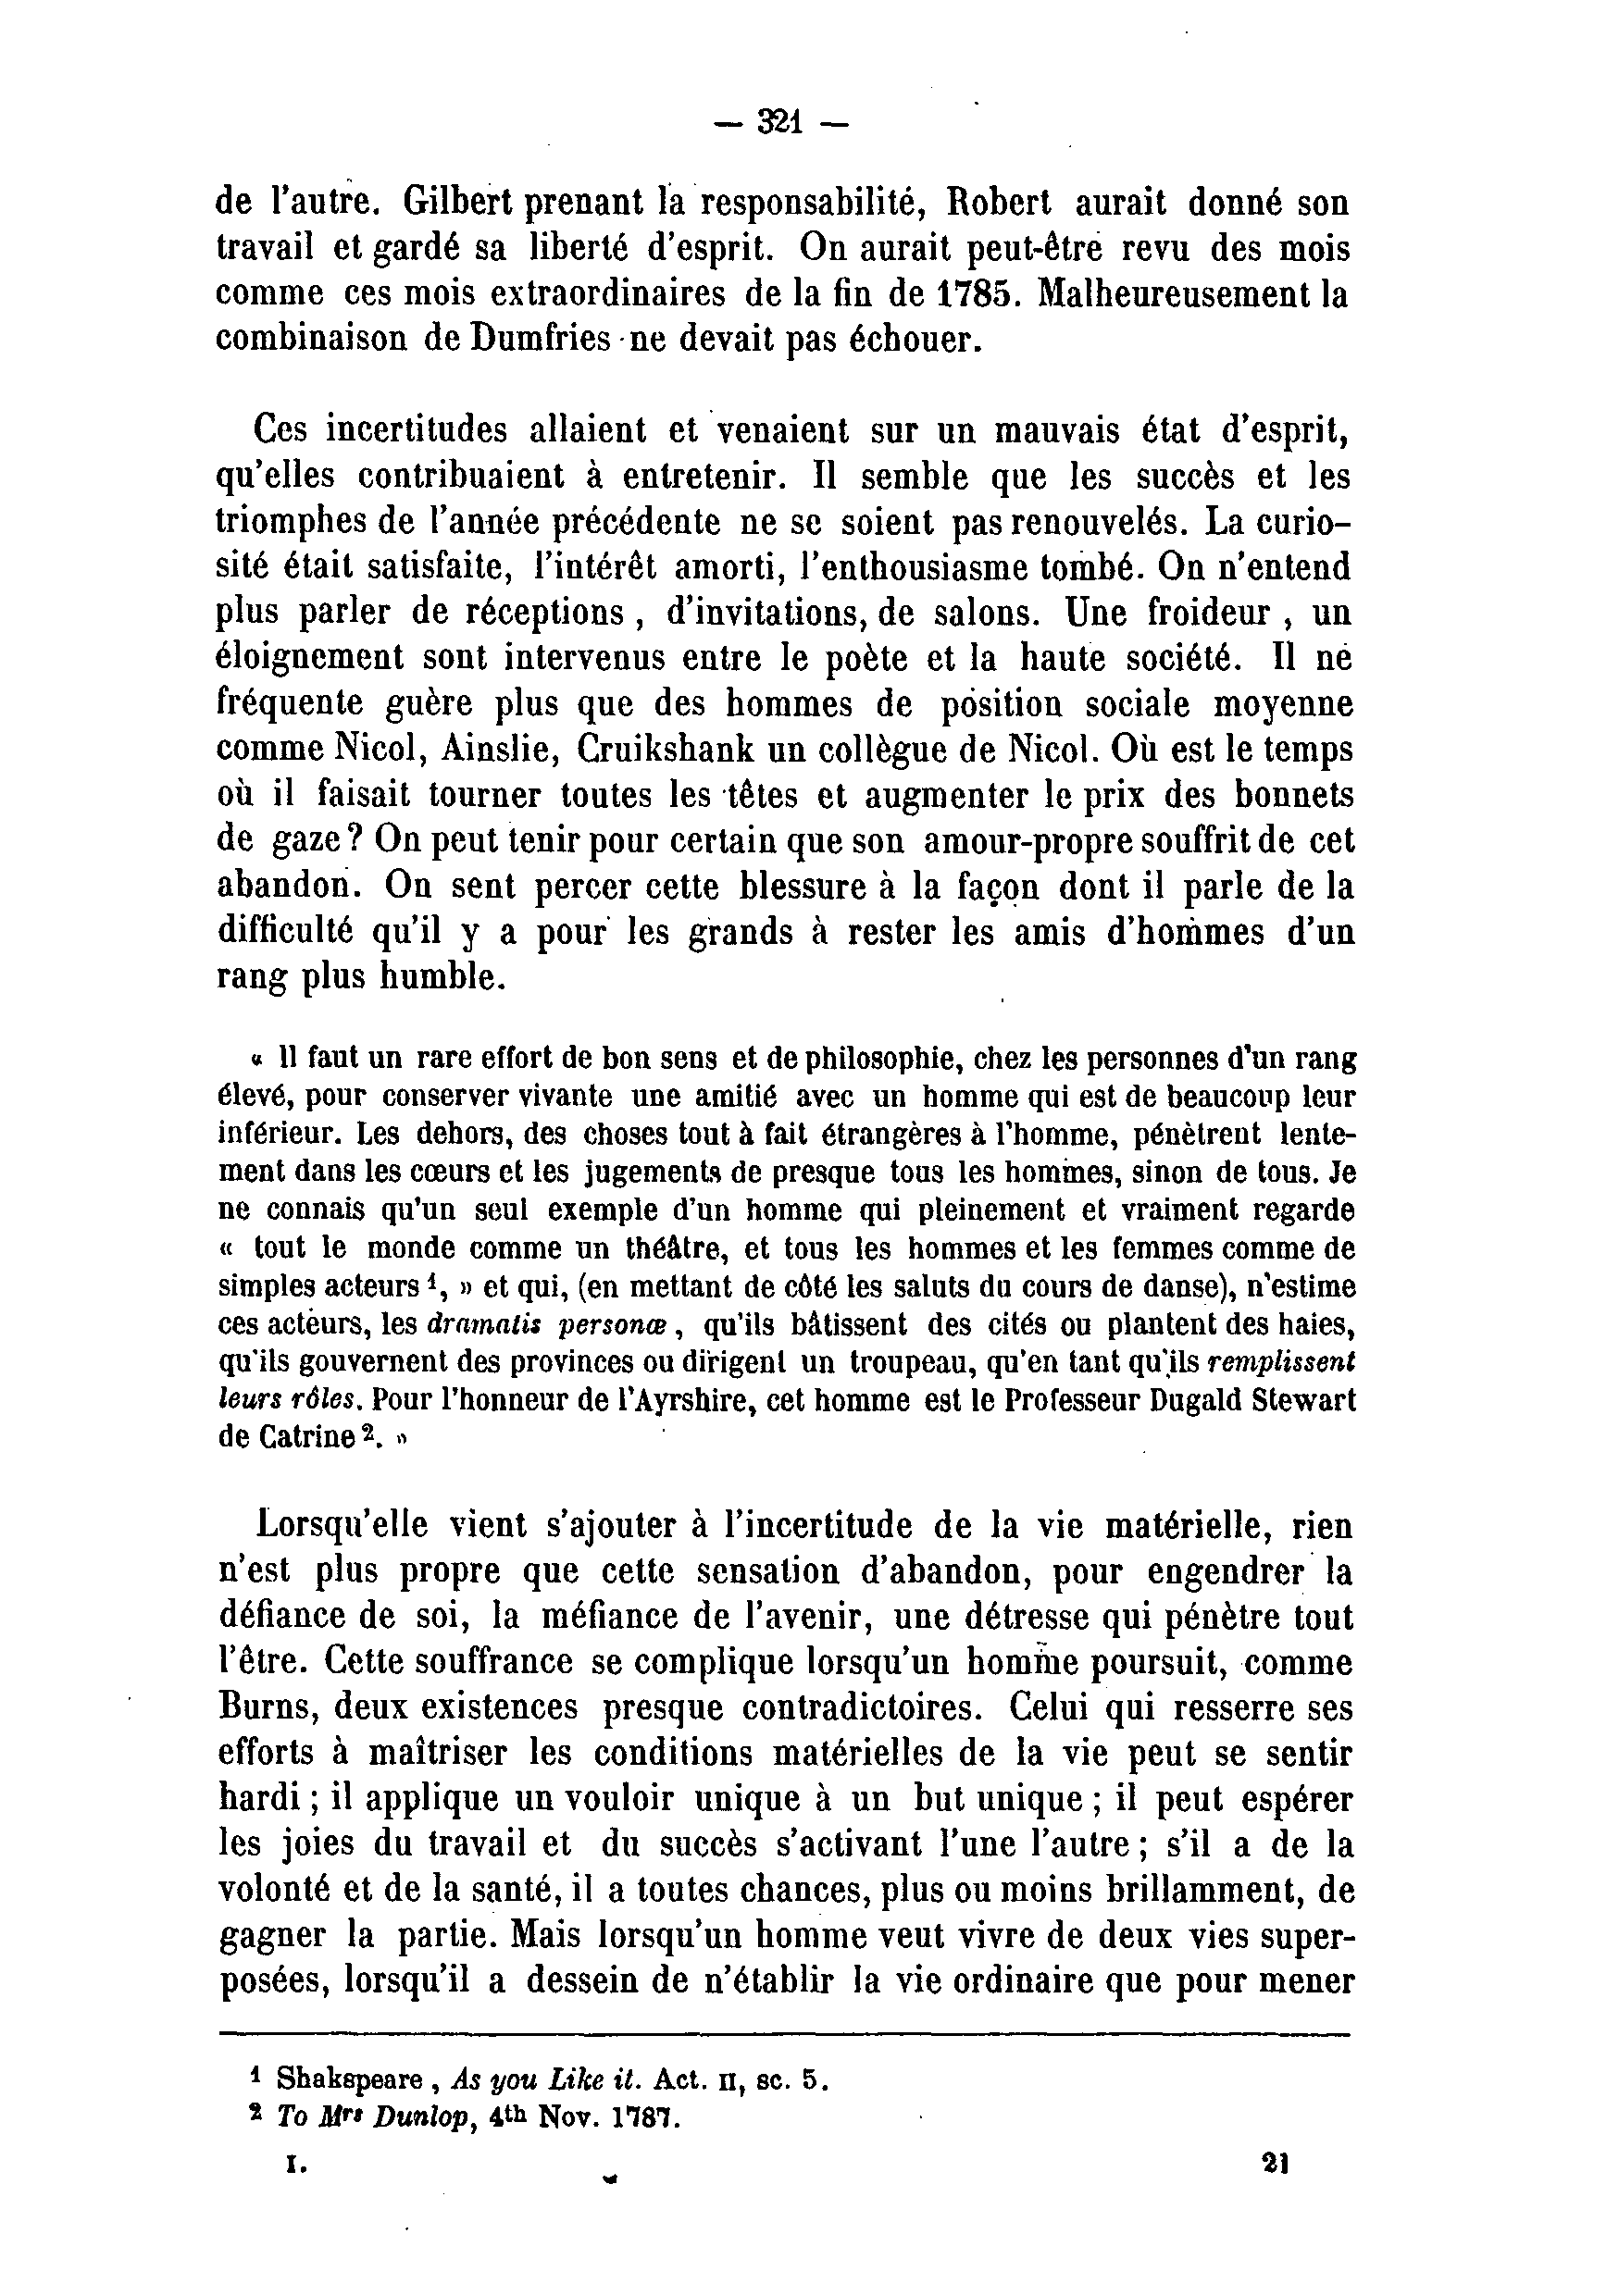 — 321 —
de l'autre. Gilbert prenant la responsabilité, Robert aurait donné son
travail et gardé sa liberté d'esprit. On aurait peut-être revu des mois
comme ces mois extraordinaires de la fin de 1785. Malheureusement la
combinaison de Dumfries ne devait pas échouer.
Ces incertitudes allaient et venaient sur un mauvais état d'esprit,
qu'elles contribuaient à entretenir. Il semble que les succès et les
triomphes de l'année précédente ne se soient pas renouvelés. La curio-
sité était satisfaite, l'intérêt amorti, l'enthousiasme tombé. On n'entend
plus parler de réceptions , d'invitations, de salons. Une froideur , un
éloignement sont intervenus entre le poète et la haute société. Il ne
fréquente guère plus que des hommes de position sociale moyenne
comme Nicol, Ainslie, Cruikshank un collègue de Nicol. Où est le temps
où il faisait tourner toutes les têtes et augmenter le prix des bonnets
de gaze ? On peut tenir pour certain que son amour-propre souffrit de cet
abandon. On sent percer cette blessure à la façon dont il parle de la
difficulté qu'il y a pour les grands à rester les amis d'hommes d'un
rang plus humble.
« Il faut un rare effort de bon sens et de philosophie, chez les personnes d'un rang
élevé, pour conserver vivante une amitié avec un homme qui est de beaucoup leur
inférieur. Les dehors, des choses tout à fait étrangères à l'homme, pénètrent lente-
ment dans les cœurs et les jugements de presque tous les hommes, sinon de tous. Je
ne connais qu'un seul exemple d'un homme qui pleinement et vraiment regarde
« tout le monde comme un théâtre, et tous les hommes et les femmes comme de
simples acteurs ¹, » et qui, (en mettant de côté les saluts du cours de danse), n'estime
ces acteurs, les dramatis personœ , qu'ils bâtissent des cités ou plantent des haies,
qu'ils gouvernent des provinces ou dirigent un troupeau, qu'en tant qu'ils remplissent
leurs rôles. Pour l'honneur de l'Ayrshire, cet homme est le Professeur Dugald Stewart
de Catrine ². »
Lorsqu'elle vient s'ajouter à l'incertitude de la vie matérielle, rien
n'est plus propre que cette sensation d'abandon, pour engendrer la
défiance de soi, la méfiance de l'avenir, une détresse qui pénètre tout
l'être. Cette souffrance se complique lorsqu'un homme poursuit, comme
Burns, deux existences presque contradictoires. Celui qui resserre ses
efforts à maîtriser les conditions matérielles de la vie peut se sentir
hardi ; il applique un vouloir unique à un but unique ; il peut espérer
les joies du travail et du succès s'activant l'une l'autre ; s'il a de la
volonté et de la santé, il a toutes chances, plus ou moins brillamment, de
gagner la partie. Mais lorsqu'un homme veut vivre de deux vies super-
posées, lorsqu'il a dessein de n'établir la vie ordinaire que pour mener
¹ Shakspeare , As you Like it. Act. II, sc. 5.
² To Mrs Dunlop, 4th Nov. 1787.
I. 21